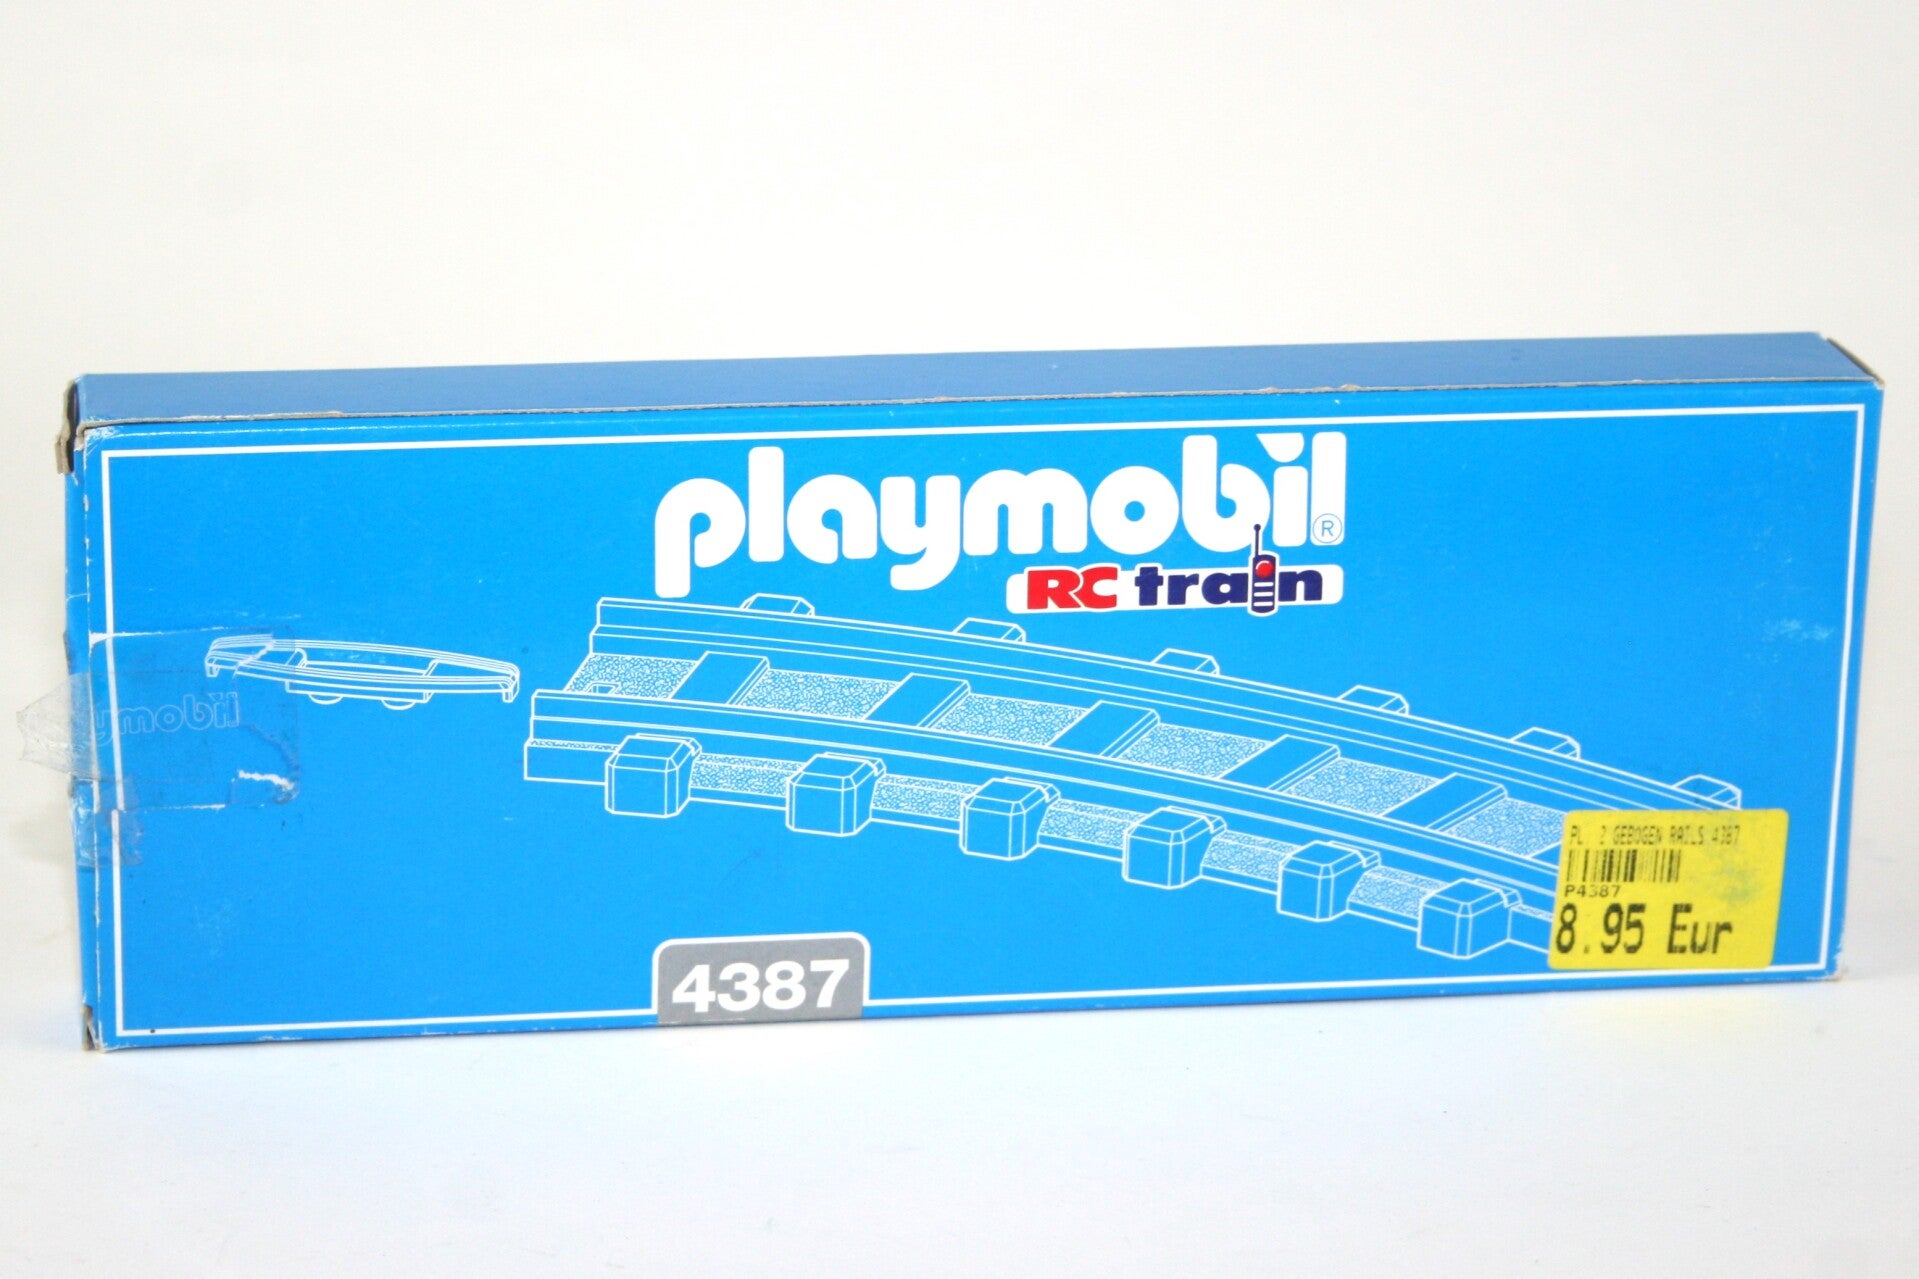 playmobil®
RC train
playmobil
PL 2 GEBOGEN RAILS 4387
P4387
8.95 Eur
4387